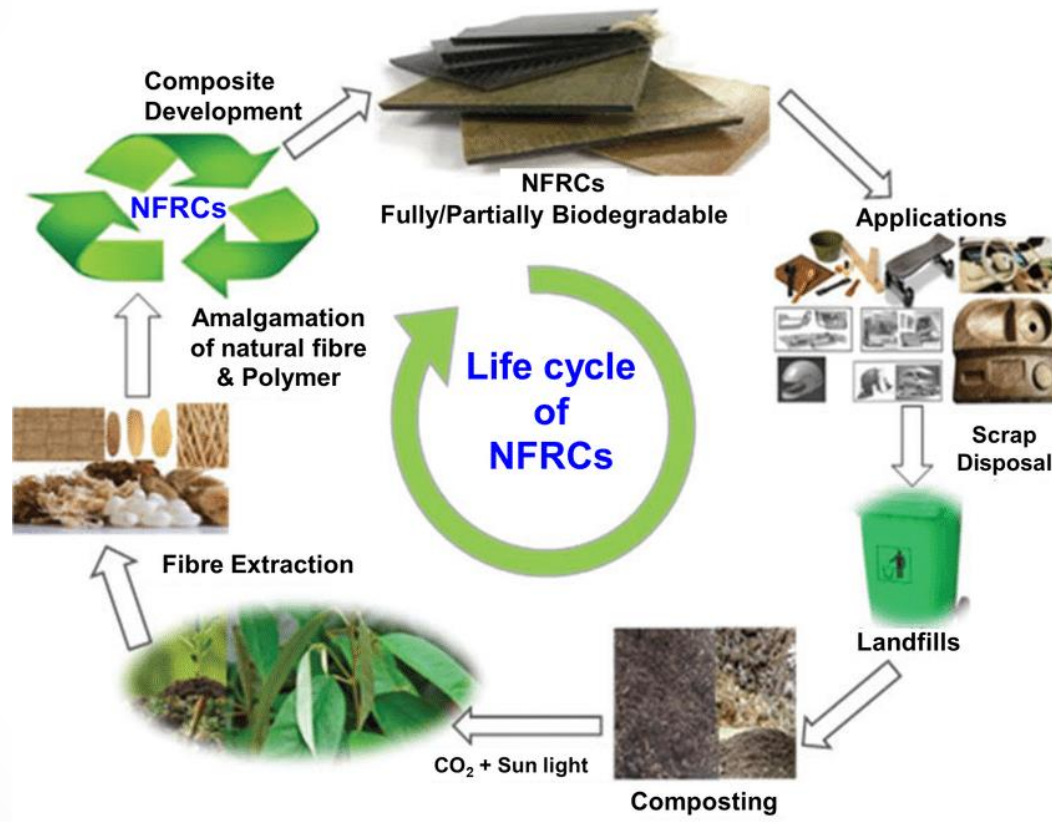 Composite
Development
NFRCs
NFRCs
Fully/Partially Biodegradable
Applications
Amalgamation
of natural fibre
& Polymer
Life cycle
of
NFRCs
Scrap
Disposal
Fibre Extraction
Landfills
CO₂ + Sun light
Composting